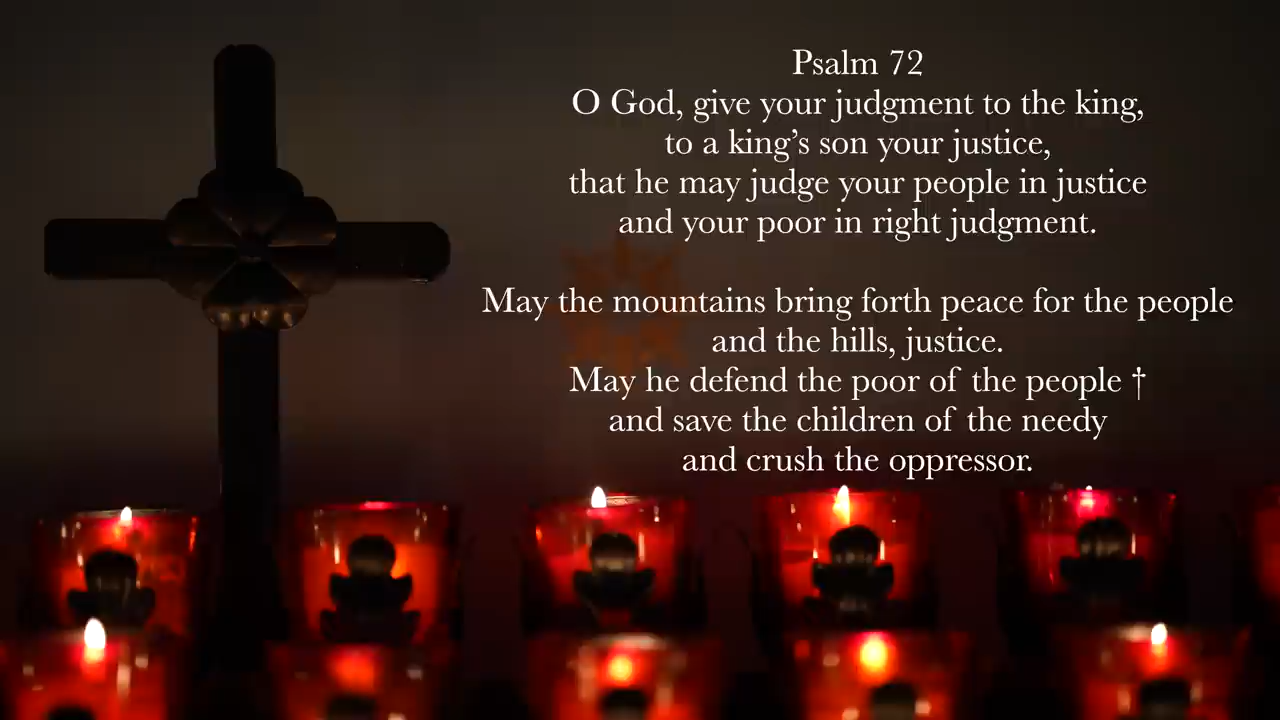 Psalm 72
O God, give your judgment to the king,
to a king’s son your justice,
that he may judge your people in justice
and your poor in right judgment.
May the mountains bring forth peace for the people
and the hills, justice.
May he defend the poor of the people †
and save the children of the needy
and crush the oppressor.